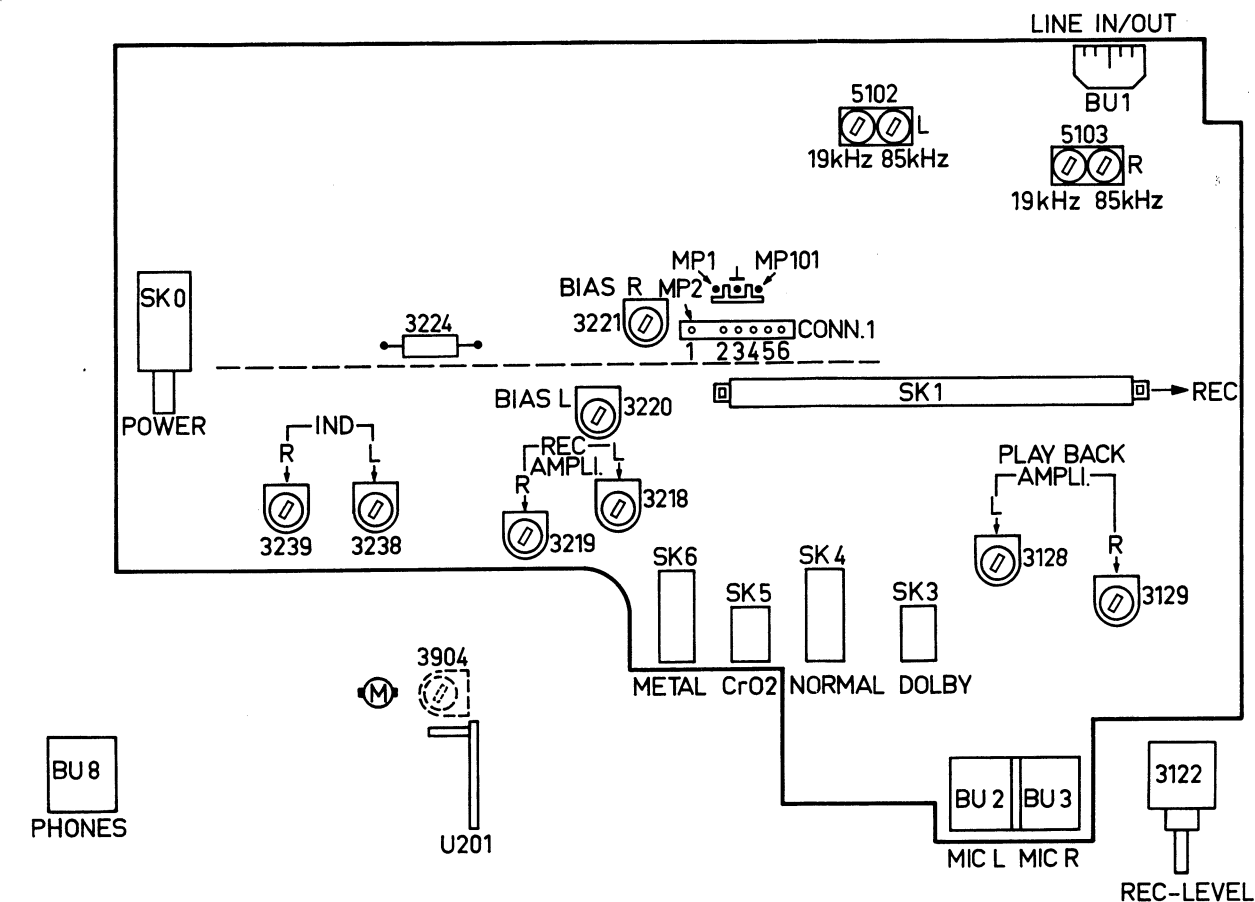 LINE IN/OUT
BU1
5102
L
19kHz 85kHz
5103
R
19kHz 85kHz
MP1
MP101
BIAS R
MP2
SK0
3221
CONN.1
3224
1 23456
SK1
REC
BIAS L
3220
POWER
IND
R
L
REC
AMPLI.
R
L
PLAY BACK
AMPLI.
L
R
3218
3239
3238
3219
3128
3129
SK6
SK5
SK4
SK3
METAL
CrO2
NORMAL
DOLBY
3904
M
BU8
PHONES
U201
BU2
BU3
MIC L
MIC R
3122
REC-LEVEL